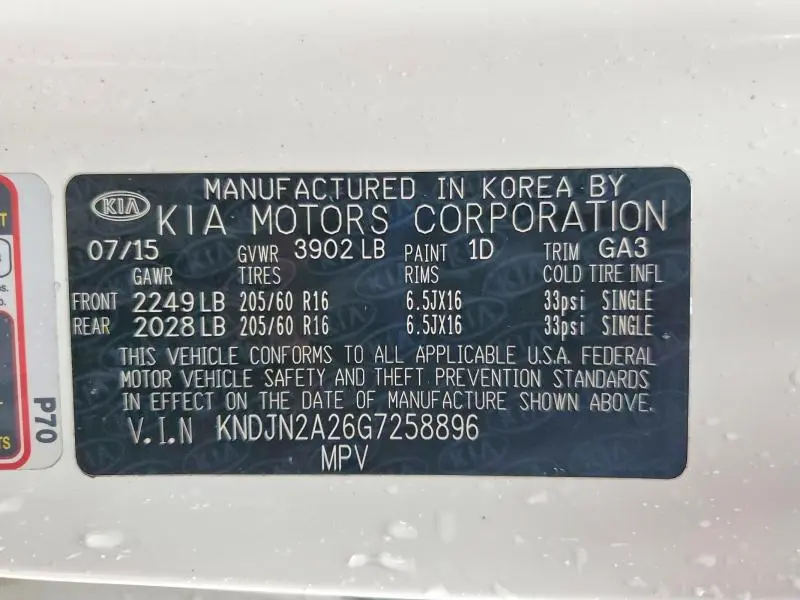 MANUFACTURED IN KOREA BY
KIA KIA MOTORS CORPORATION
07/15 GVWR 3902 LB PAINT 1D TRIM GA3
GAWR TIRES RIMS COLD TIRE INFL
FRONT 2249 LB 205/60 R16 6.5JX16 33psi SINGLE
REAR 2028 LB 205/60 R16 6.5JX16 33psi SINGLE
THIS VEHICLE CONFORMS TO ALL APPLICABLE U.S.A. FEDERAL
MOTOR VEHICLE SAFETY AND THEFT PREVENTION STANDARDS
IN EFFECT ON THE DATE OF MANUFACTURE SHOWN ABOVE.
V.I.N KNDJN2A26G7258896
MPV
P70